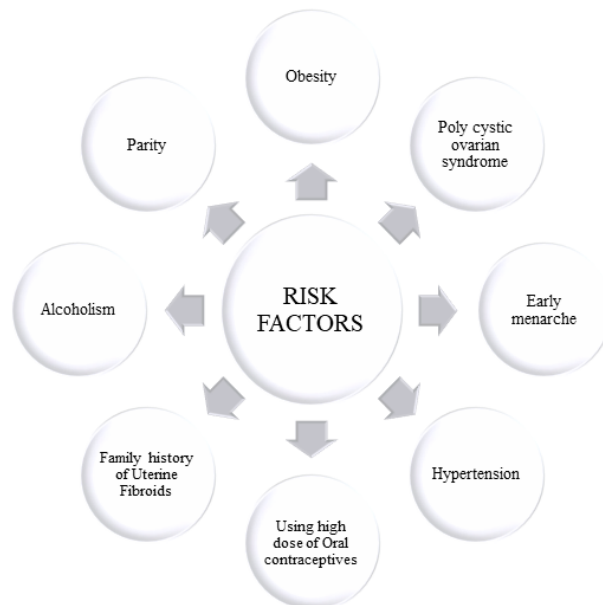 Obesity
Poly cystic
ovarian
syndrome
Early
menarche
Hypertension
Using high
dose of Oral
contraceptives
Family history
of Uterine
Fibroids
Alcoholism
Parity
RISK
FACTORS